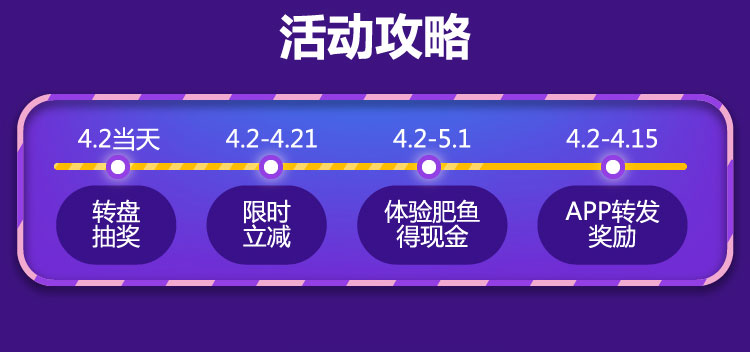 活动攻略
4.2当天
4.2-4.21
4.2-5.1
4.2-4.15
转盘
抽奖
限时
立减
体验肥鱼
得现金
APP转发
奖励